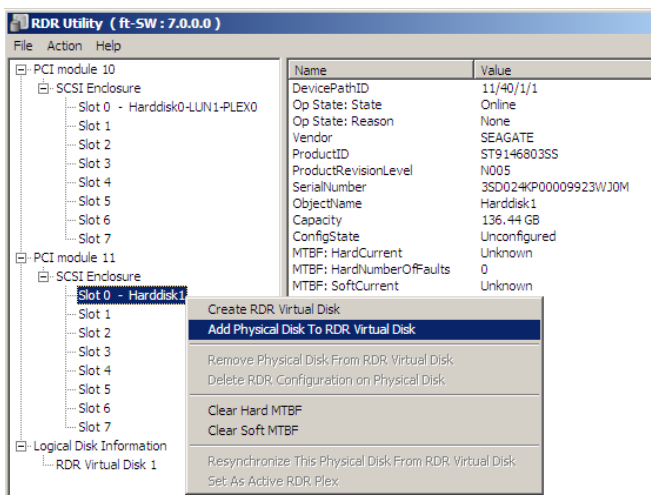 RDR Utility ( ft-SW : 7.0.0.0 )
File Action Help
PCI module 10
SCSI Enclosure
Slot 0 - Harddisk0-LUN1-PLEX0
Slot 1
Slot 2
Slot 3
Slot 4
Slot 5
Slot 6
Slot 7
PCI module 11
SCSI Enclosure
Slot 0 - Harddisk1
Slot 1
Slot 2
Slot 3
Slot 4
Slot 5
Slot 6
Slot 7
Logical Disk Information
RDR Virtual Disk 1
Name Value
DevicePathID 11/40/1/1
Op State: State Online
Op State: Reason None
Vendor SEAGATE
ProductID ST9146803SS
ProductRevisionLevel N005
SerialNumber 3SD024KP00009923WJ0M
ObjectName Harddisk1
Capacity 136.44 GB
ConfigState Unconfigured
MTBF: HardCurrent Unknown
MTBF: HardNumberOfFaults 0
MTBF: SoftCurrent Unknown
Create RDR Virtual Disk
Add Physical Disk To RDR Virtual Disk
Remove Physical Disk From RDR Virtual Disk
Delete RDR Configuration on Physical Disk
Clear Hard MTBF
Clear Soft MTBF
Resynchronize This Physical Disk From RDR Virtual Disk
Set As Active RDR Plex